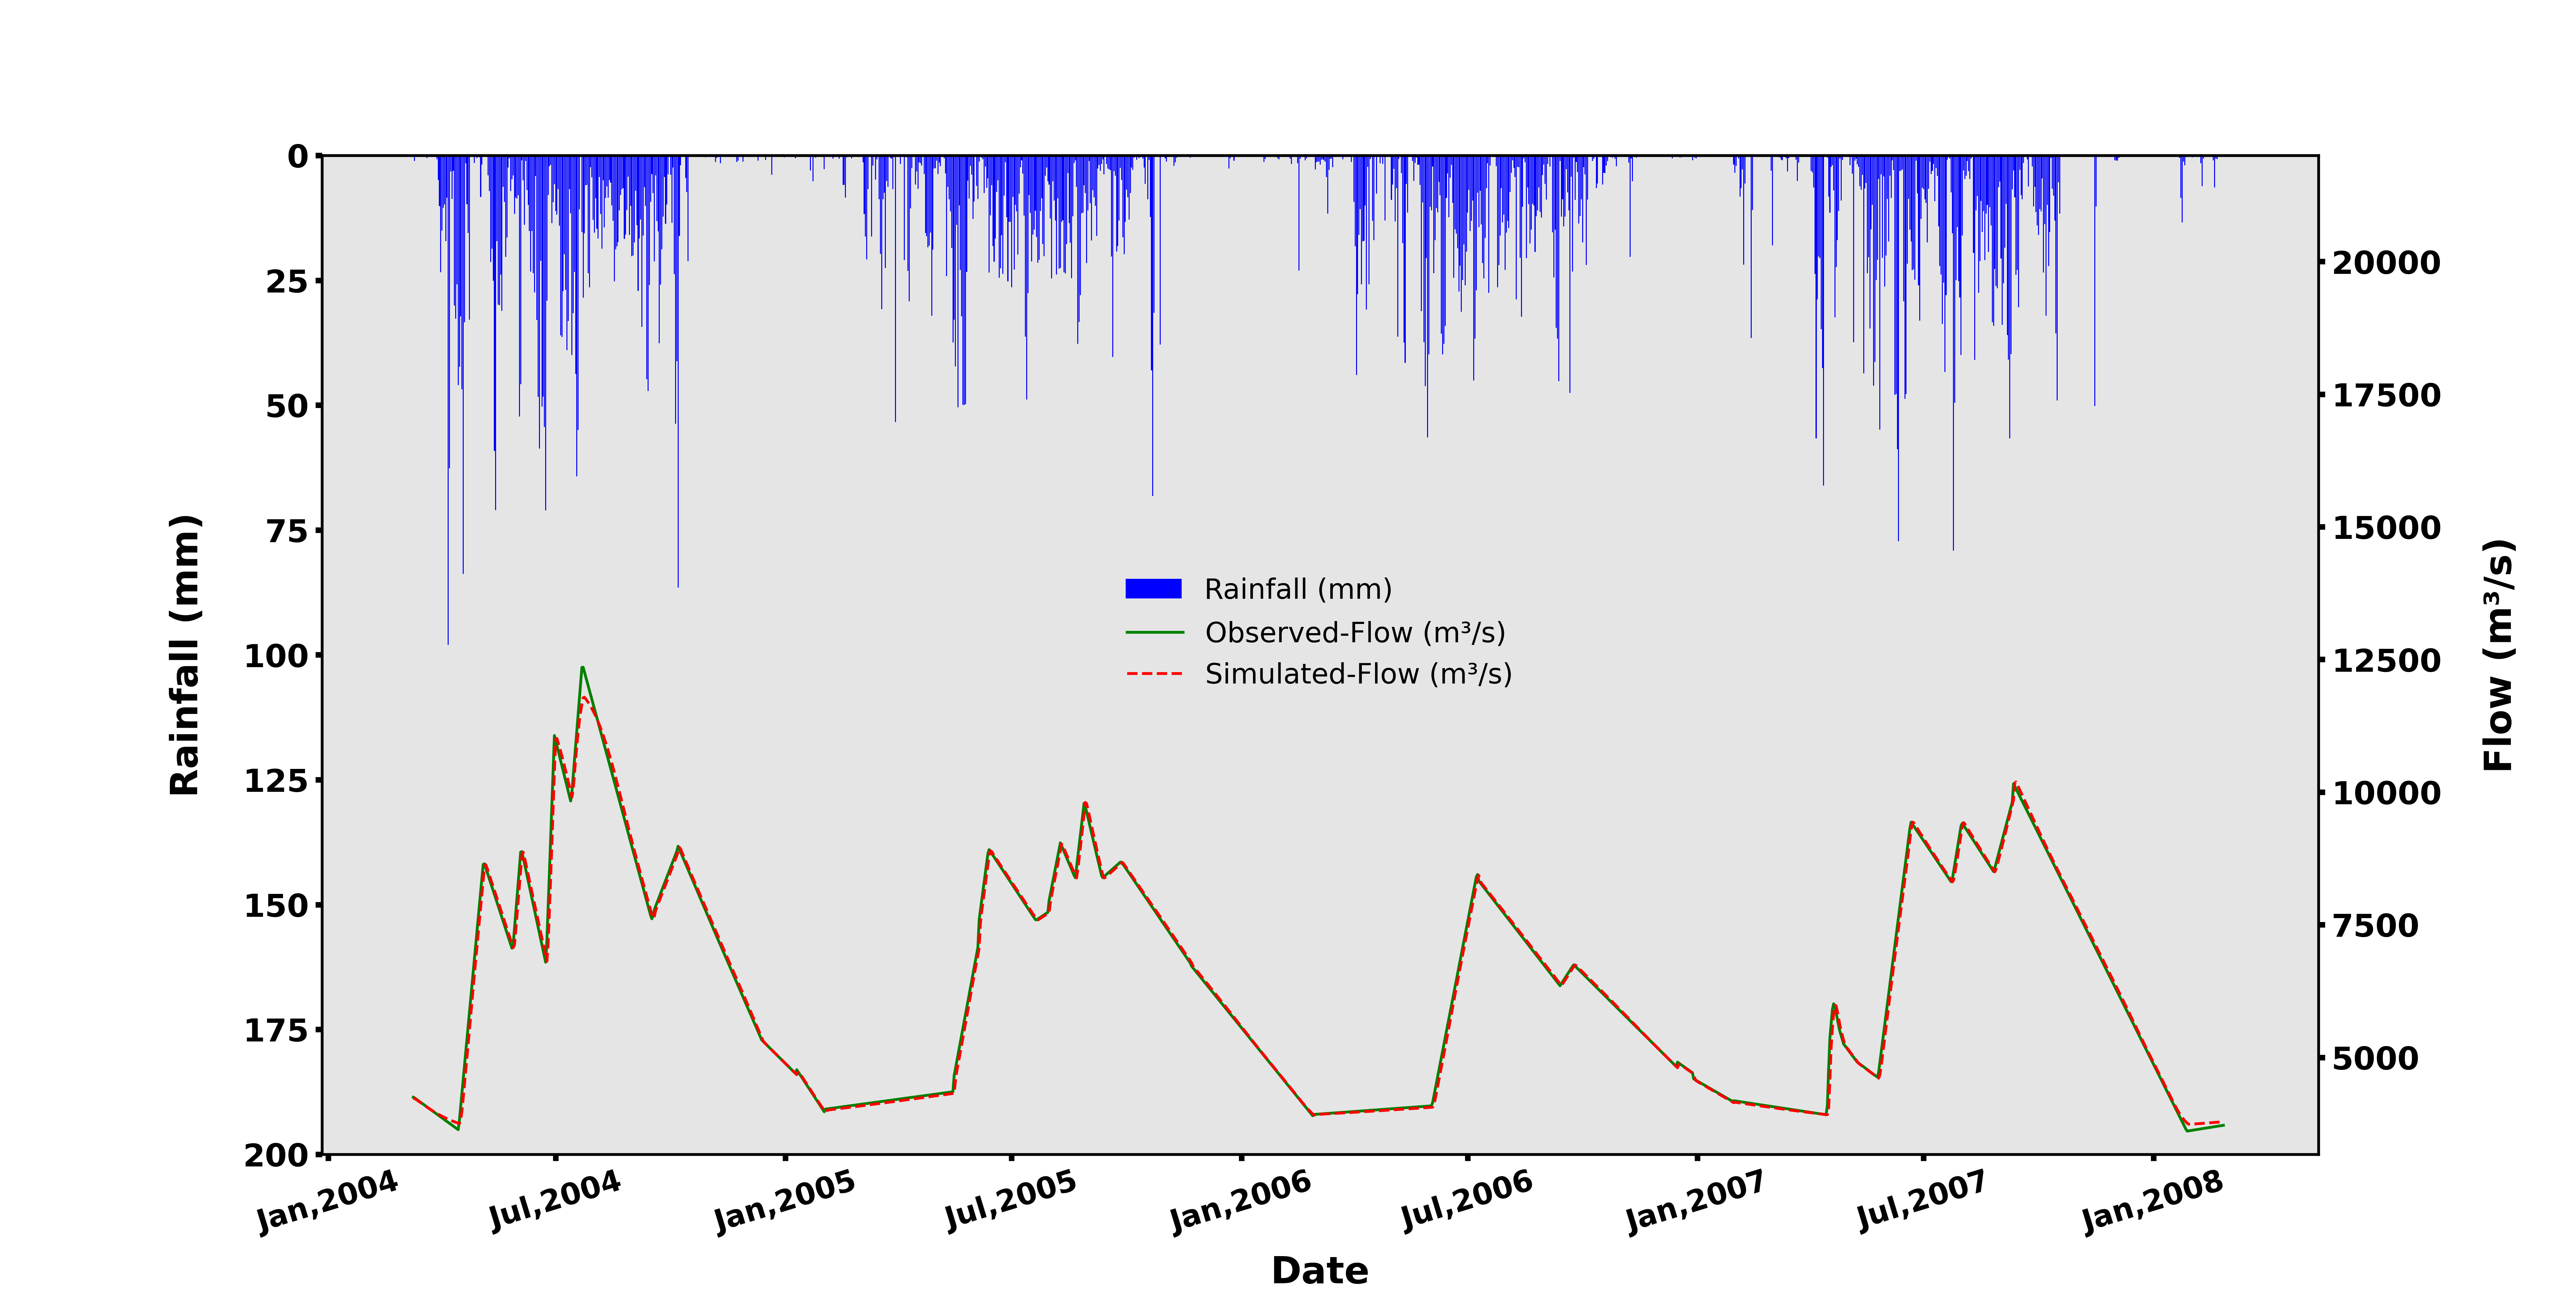 0
25
50
75
100
125
150
175
200
Rainfall (mm)
20000
17500
15000
12500
10000
7500
5000
Flow (m³/s)
Rainfall (mm)
Observed-Flow (m³/s)
Simulated-Flow (m³/s)
Jan,2004
Jul,2004
Jan,2005
Jul,2005
Jan,2006
Jul,2006
Jan,2007
Jul,2007
Jan,2008
Date